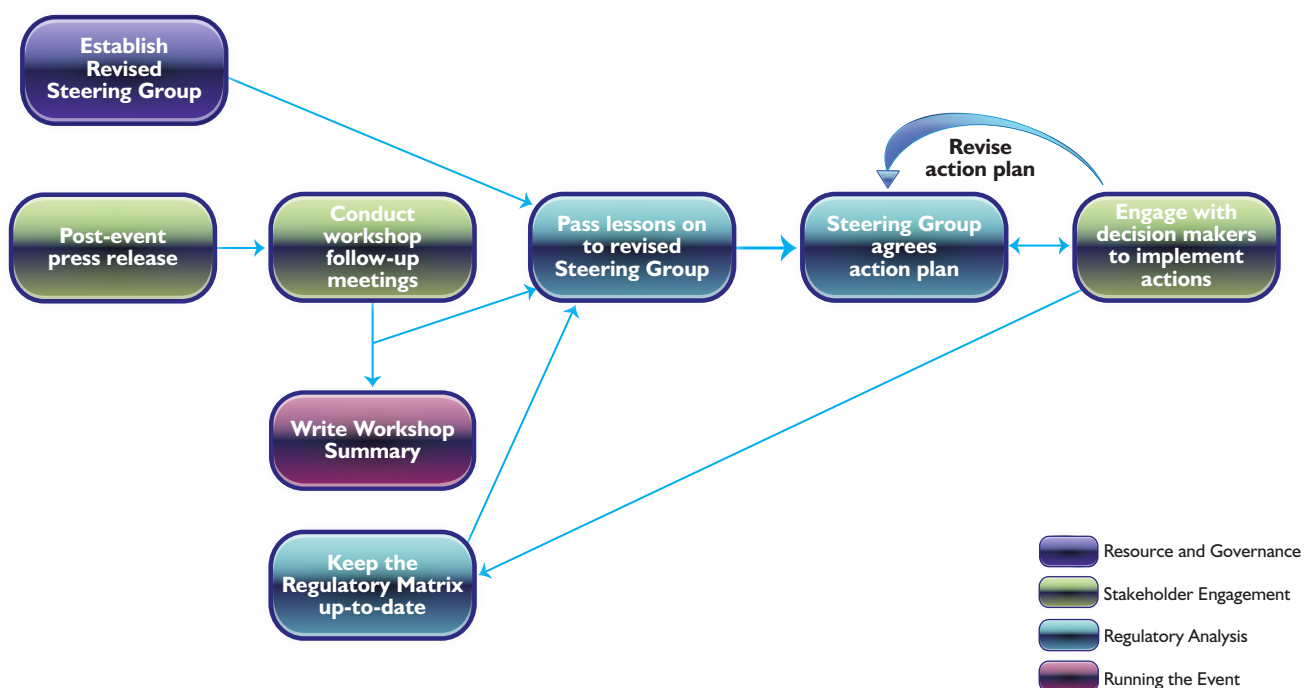 Establish
Revised
Steering Group
Revise
action plan
Post-event
press release
Conduct
workshop
follow-up
meetings
Pass lessons on
to revised
Steering Group
Steering Group
agrees
action plan
Engage with
decision makers
to implement
actions
Write Workshop
Summary
Keep the
Regulatory Matrix
up-to-date
Resource and Governance
Stakeholder Engagement
Regulatory Analysis
Running the Event